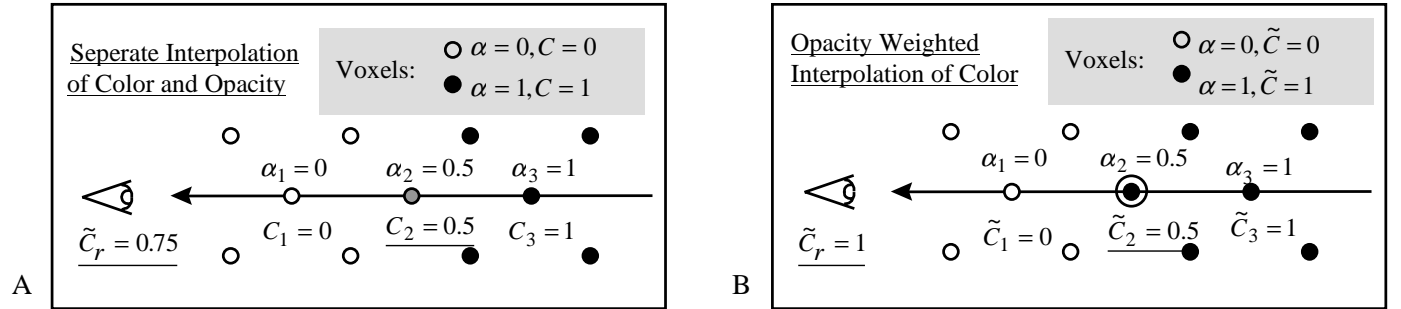 Seperate Interpolation
of Color and Opacity
Voxels:
α = 0, C = 0
α = 1, C = 1
α₁ = 0
α₂ = 0.5
α₃ = 1
C̃ᵣ = 0.75
C₁ = 0
C₂ = 0.5
C₃ = 1
A
Opacity Weighted
Interpolation of Color
Voxels:
α = 0, C̃ = 0
α = 1, C̃ = 1
α₁ = 0
α₂ = 0.5
α₃ = 1
C̃ᵣ = 1
C̃₁ = 0
C̃₂ = 0.5
C̃₃ = 1
B